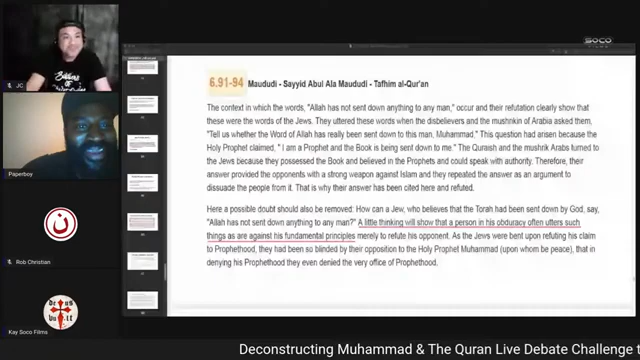 SOCO
6.91-94 Maududi - Sayyid Abul Ala Maududi - Tafhim al-Qur'an
The context in which the words, "Allah has not sent down anything to any man," occur and their refutation clearly show that
these were the words of the Jews. They uttered these words when the disbelievers and the mushrikin of Arabia asked them,
"Tell us whether the Word of Allah has really been sent down to this man, Muhammad," This question had arisen because the
Holy Prophet claimed, " I am a Prophet and the Book is being sent down to me." The Quraish and the mushrik Arabs turned to
the Jews because they possessed the Book and believed in the Prophets and could speak with authority. Therefore, their
answer provided the opponents with a strong weapon against Islam and they repeated the answer as an argument to
dissuade the people from it. That is why their answer has been cited here and refuted.
Here a possible doubt should also be removed: How can a Jew, who believes that the Torah had been sent down by God, say,
"Allah has not sent down anything to any man?" A little thinking will show that a person in his obduracy often utters such
things as are against his fundamental principles merely to refute his opponent. As the Jews were bent upon refuting his claim
to Prophethood, they had been so blinded by their opposition to the Holy Prophet Muhammad (upon whom be peace), that in
denying his Prophethood they even denied the very office of Prophethood.
JC
Paperboy
ن
Rob Christian
Kay Soco Films
Deconstructing Muhammad & The Quran Live Debate Challenge t